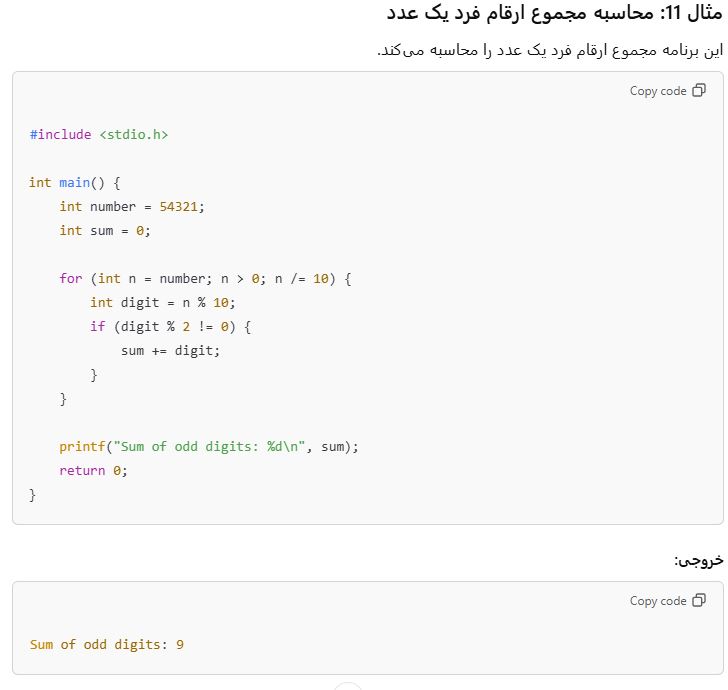 مثال 11: محاسبه مجموع ارقام فرد یک عدد
این برنامه مجموع ارقام فرد یک عدد را محاسبه می‌کند.
Copy code
#include <stdio.h>
int main() {
    int number = 54321;
    int sum = 0;
    for (int n = number; n > 0; n /= 10) {
        int digit = n % 10;
        if (digit % 2 != 0) {
            sum += digit;
        }
    }
    printf("Sum of odd digits: %d\n", sum);
    return 0;
}
خروجی:
Copy code
Sum of odd digits: 9